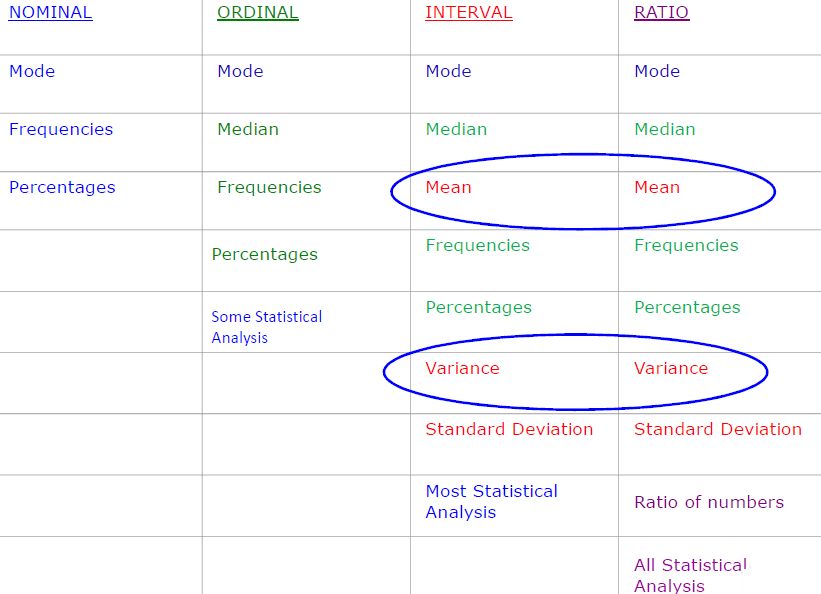 NOMINAL ORDINAL INTERVAL RATIO
Mode Mode Mode Mode
Frequencies Median Median Median
Percentages Frequencies Mean Mean
Percentages Frequencies Frequencies
Some Statistical Percentages Percentages
Analysis
Variance Variance
Standard Deviation Standard Deviation
Most Statistical Ratio of numbers
Analysis
All Statistical
Analysis